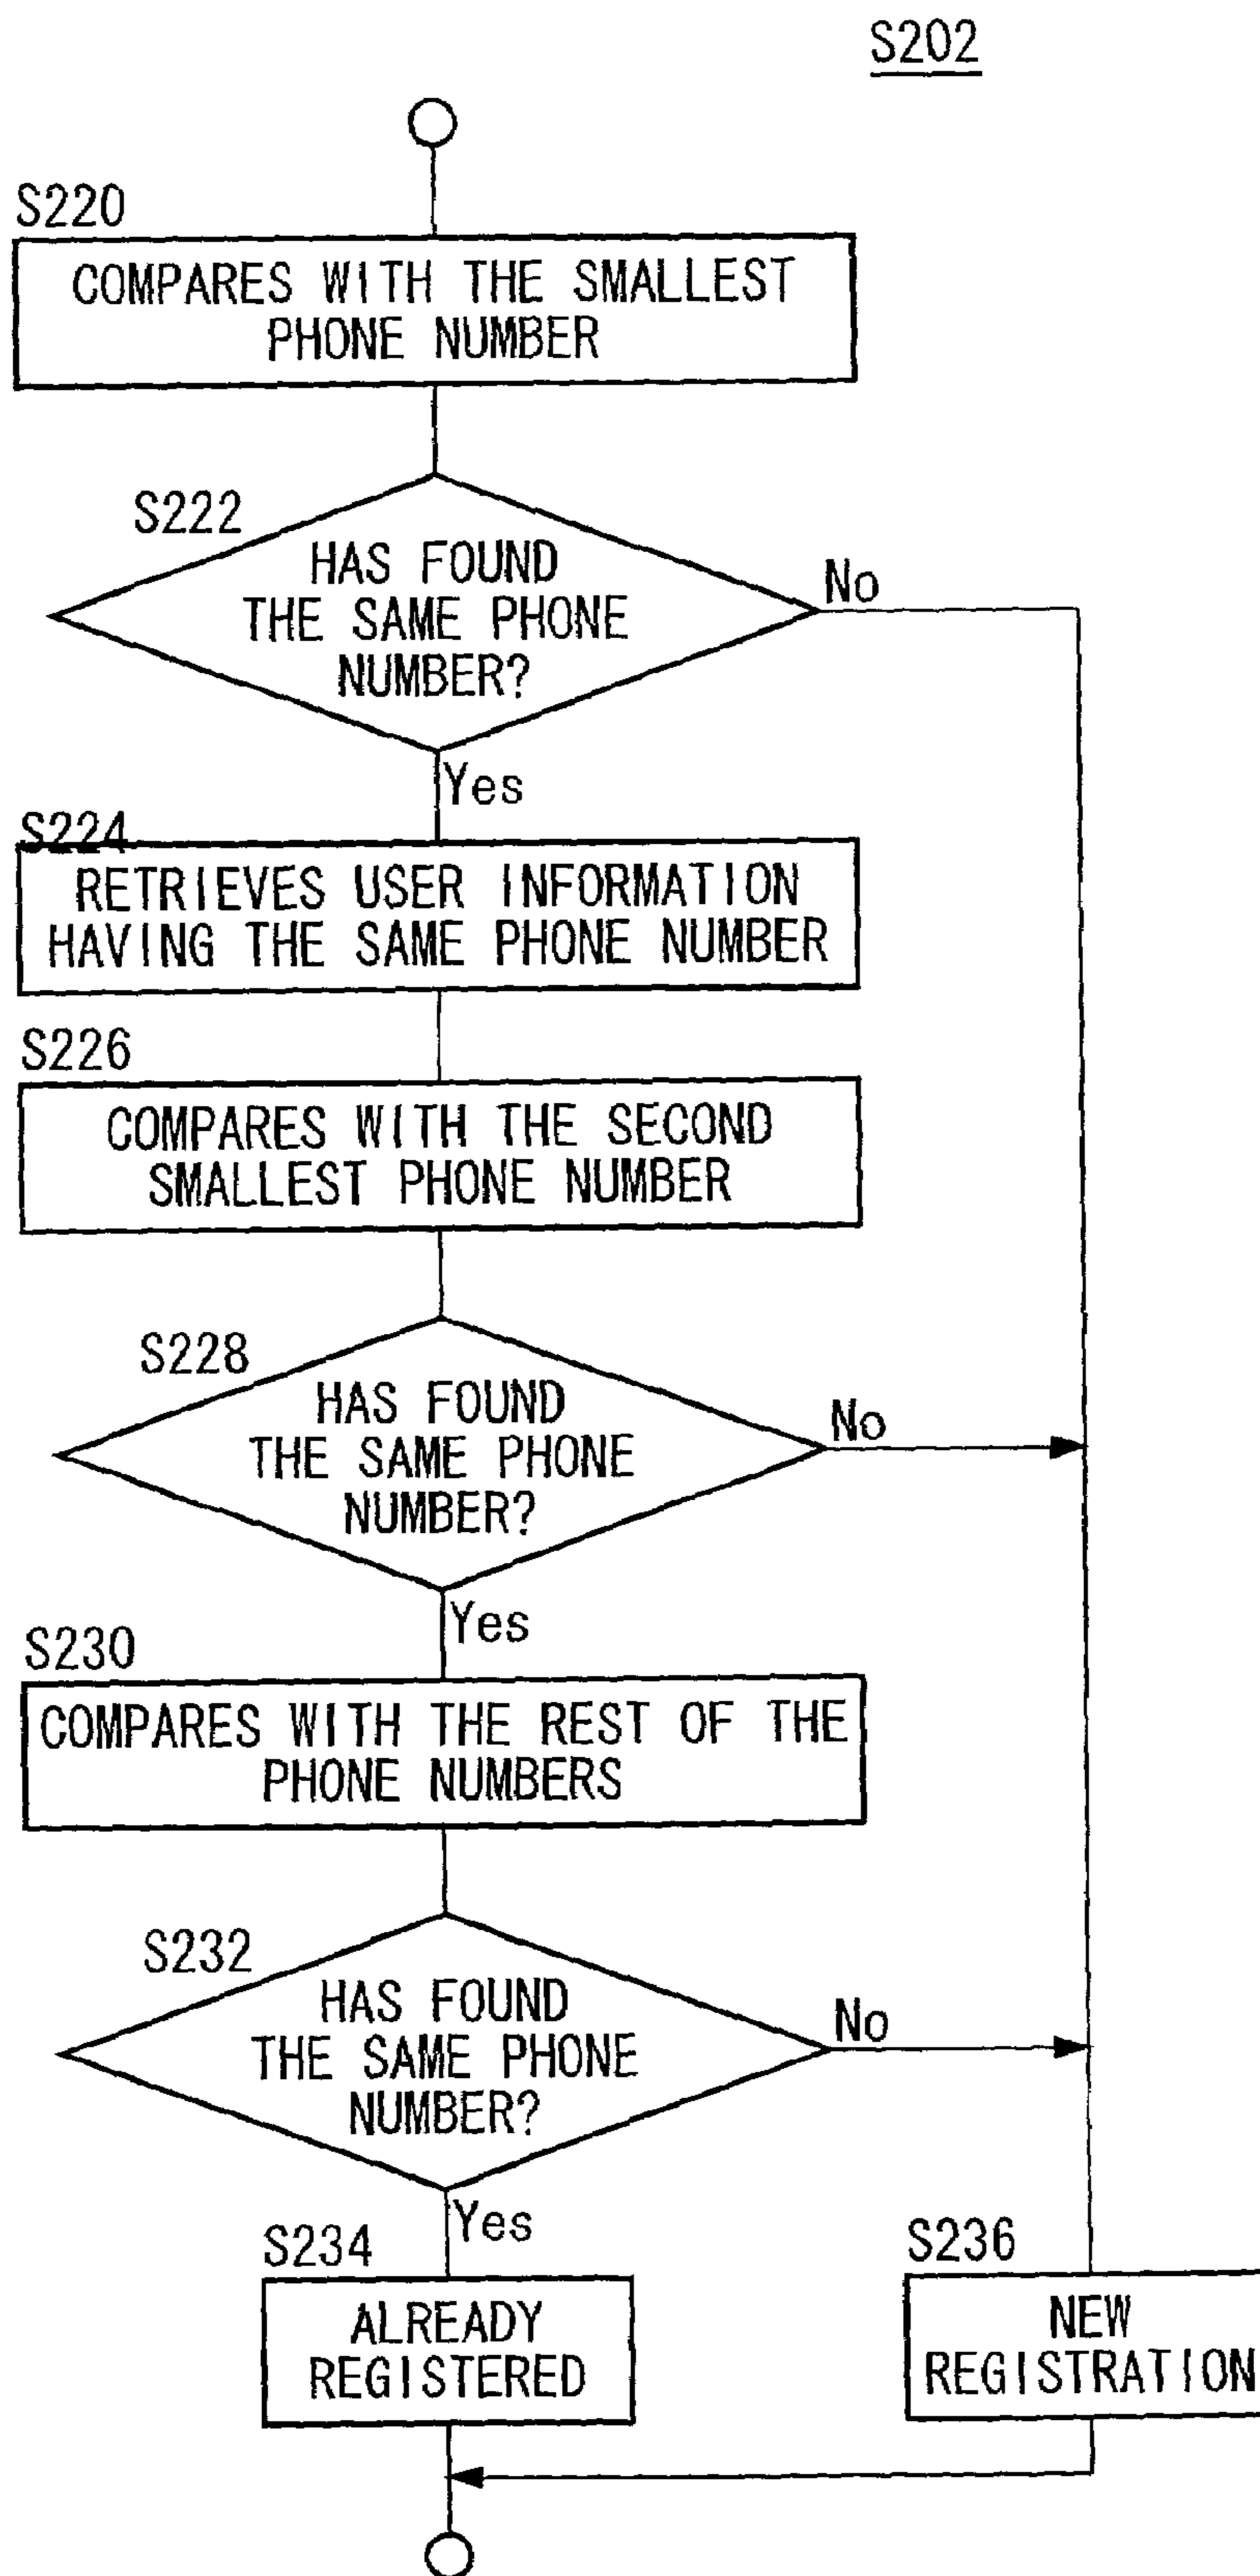 S202
S220
COMPARES WITH THE SMALLEST
PHONE NUMBER
S222
HAS FOUND
THE SAME PHONE
NUMBER?
No
Yes
S224
RETRIEVES USER INFORMATION
HAVING THE SAME PHONE NUMBER
S226
COMPARES WITH THE SECOND
SMALLEST PHONE NUMBER
S228
HAS FOUND
THE SAME PHONE
NUMBER?
No
Yes
S230
COMPARES WITH THE REST OF THE
PHONE NUMBERS
S232
HAS FOUND
THE SAME PHONE
NUMBER?
No
Yes
S234
ALREADY
REGISTERED
S236
NEW
REGISTRATION